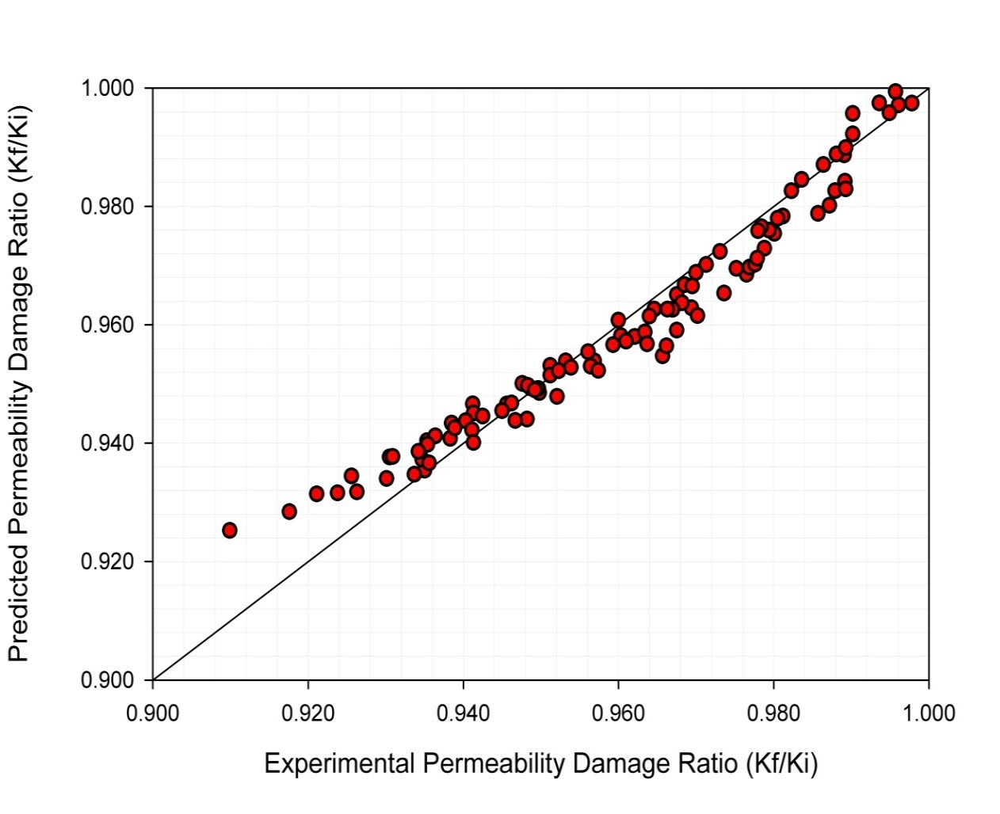 Predicted Permeability Damage Ratio (Kf/Ki)
1.000
0.980
0.960
0.940
0.920
0.900
0.900 0.920 0.940 0.960 0.980 1.000
Experimental Permeability Damage Ratio (Kf/Ki)